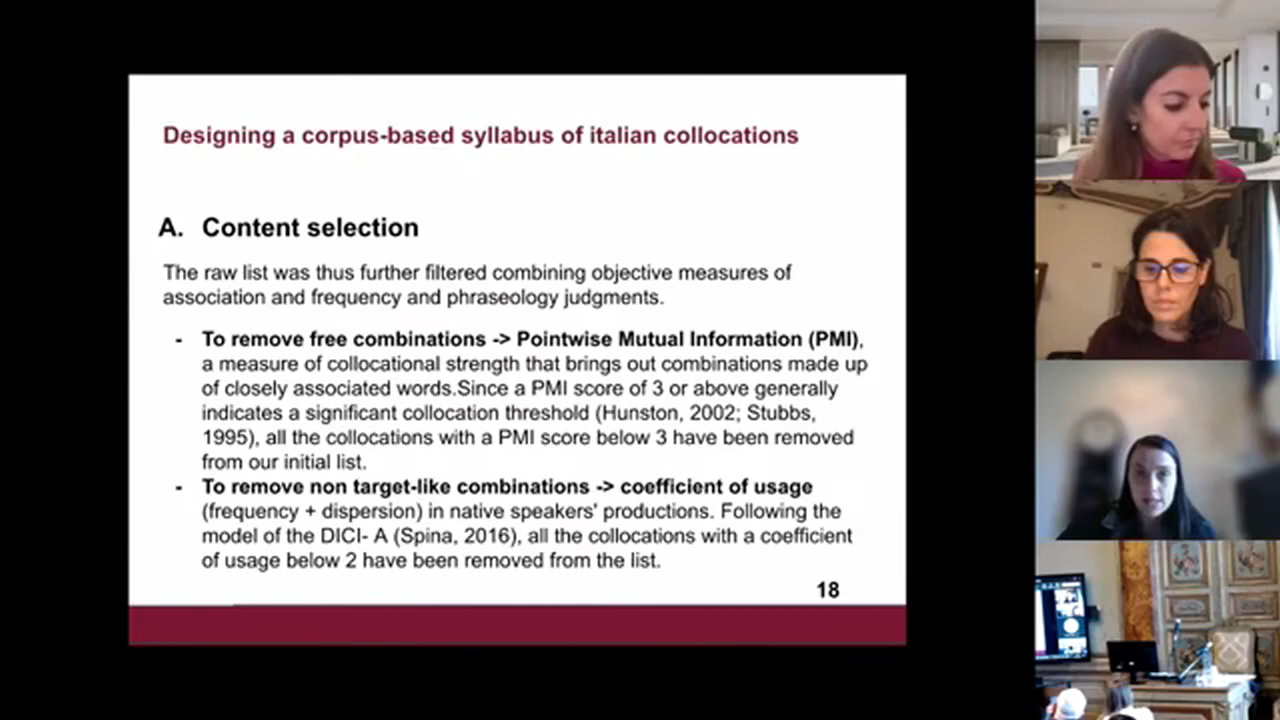 Designing a corpus-based syllabus of italian collocations
A. Content selection
The raw list was thus further filtered combining objective measures of
association and frequency and phraseology judgments.
- To remove free combinations -> Pointwise Mutual Information (PMI),
a measure of collocational strength that brings out combinations made up
of closely associated words.Since a PMI score of 3 or above generally
indicates a significant collocation threshold (Hunston, 2002; Stubbs,
1995), all the collocations with a PMI score below 3 have been removed
from our initial list.
- To remove non target-like combinations -> coefficient of usage
(frequency + dispersion) in native speakers' productions. Following the
model of the DICI- A (Spina, 2016), all the collocations with a coefficient
of usage below 2 have been removed from the list.
18